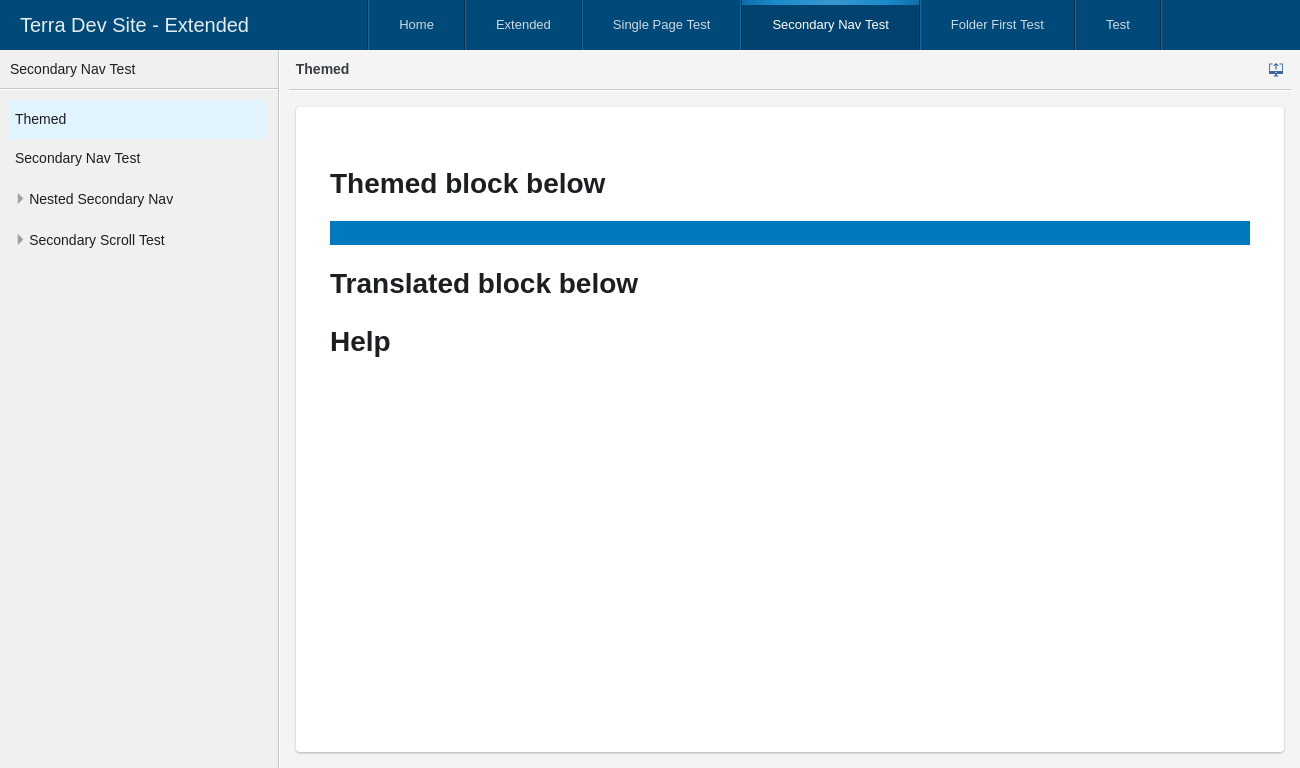 Terra Dev Site - Extended
Home
Extended
Single Page Test
Secondary Nav Test
Folder First Test
Test
Secondary Nav Test
Themed
Secondary Nav Test
Nested Secondary Nav
Secondary Scroll Test
Themed
Themed block below
Translated block below
Help